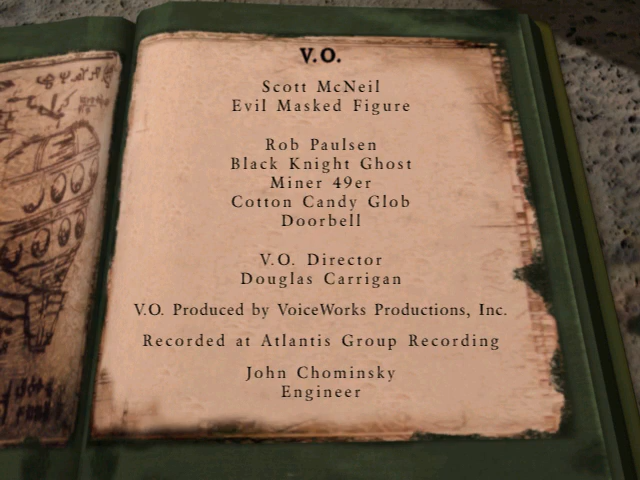 V.O.
Scott McNeil
Evil Masked Figure
Rob Paulsen
Black Knight Ghost
Miner 49er
Cotton Candy Glob
Doorbell
V.O. Director
Douglas Carrigan
V.O. Produced by VoiceWorks Productions, Inc.
Recorded at Atlantis Group Recording
John Chominsky
Engineer